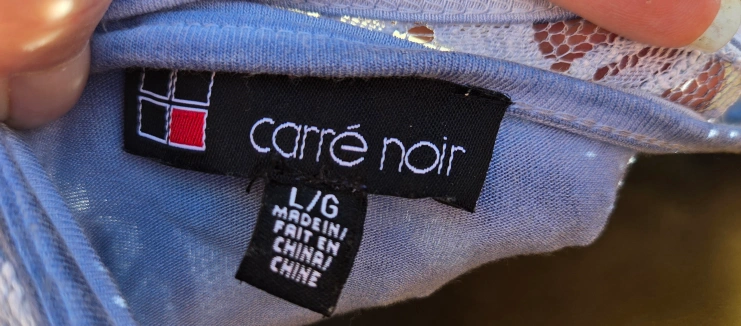 carré noir
L/G
MADE IN/
FAIT EN
CHINA/
CHINE